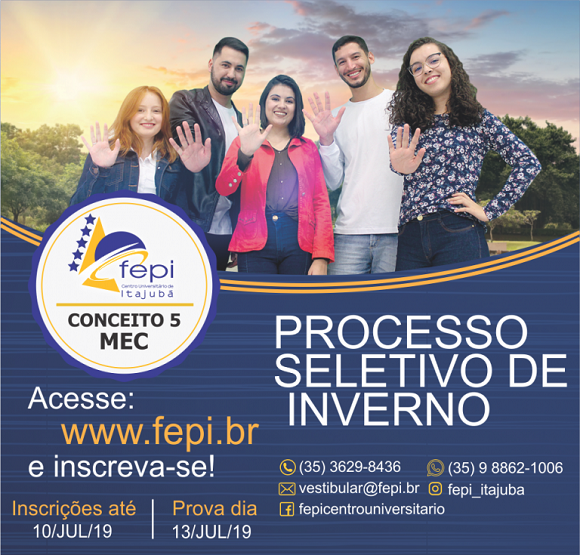 fepi
Centro Universitário de
Itajubá
CONCEITO 5
MEC
PROCESSO
SELETIVO DE
INVERNO
Acesse:
www.fepi.br
e inscreva-se!
Inscrições até
10/JUL/19
Prova dia
13/JUL/19
(35) 3629-8436
(35) 9 8862-1006
vestibular@fepi.br
fepi_itajuba
fepicentrouniversitario